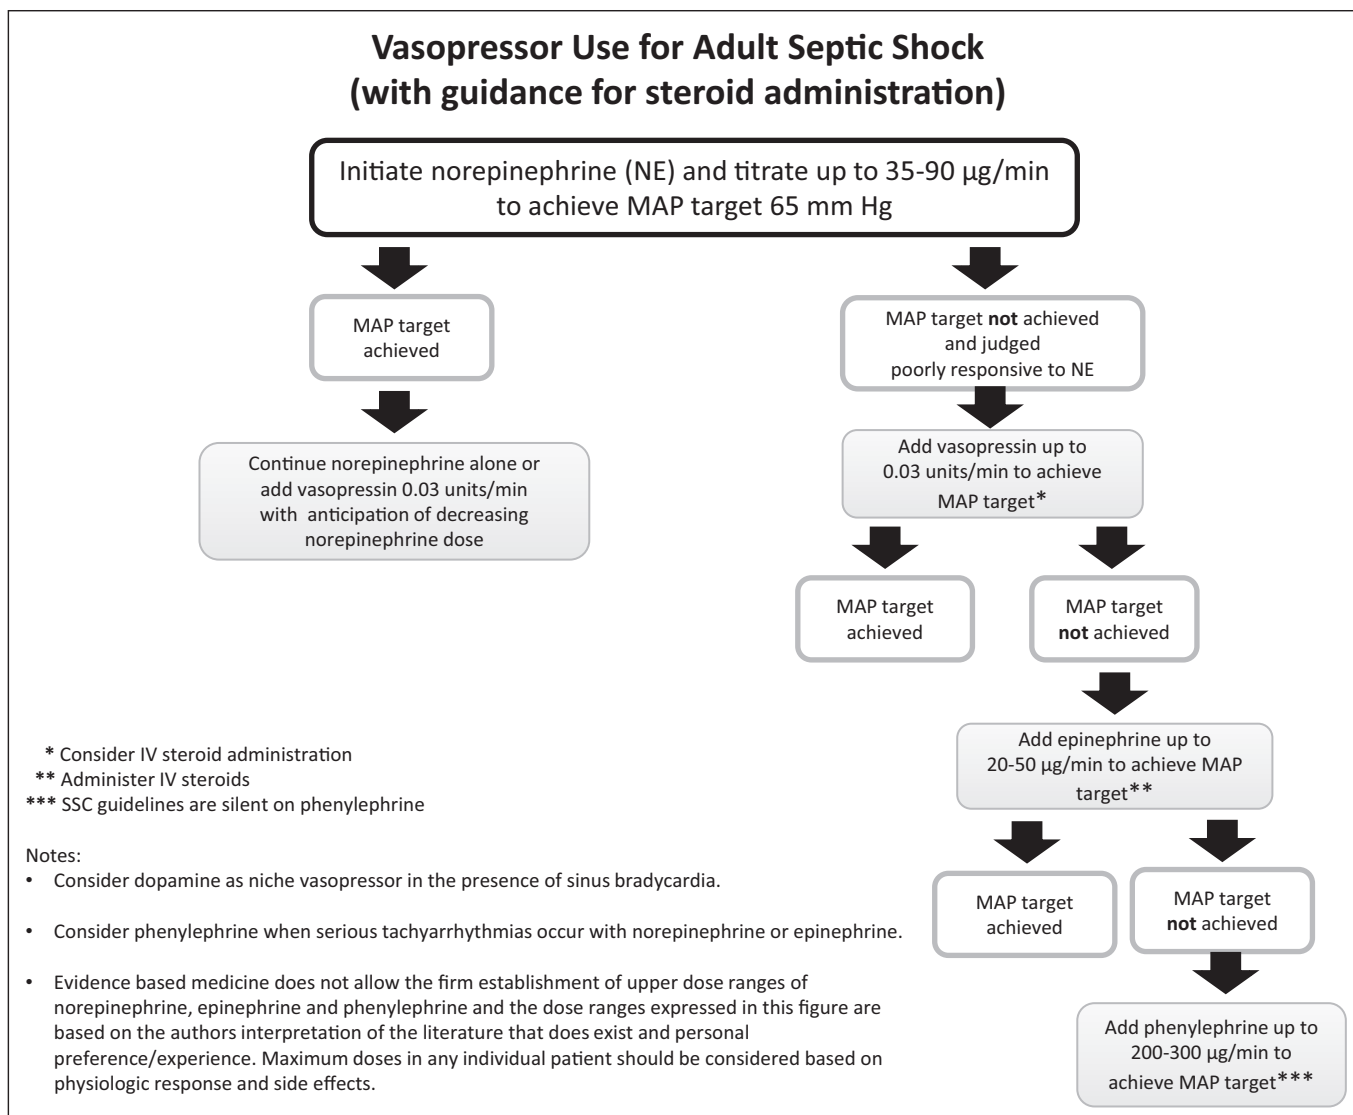 Vasopressor Use for Adult Septic Shock
(with guidance for steroid administration)
Initiate norepinephrine (NE) and titrate up to 35-90 µg/min
to achieve MAP target 65 mm Hg
MAP target
achieved
MAP target not achieved
and judged
poorly responsive to NE
Continue norepinephrine alone or
add vasopressin 0.03 units/min
with anticipation of decreasing
norepinephrine dose
Add vasopressin up to
0.03 units/min to achieve
MAP target*
MAP target
achieved
MAP target
not achieved
Add epinephrine up to
20-50 µg/min to achieve MAP
target**
MAP target
achieved
MAP target
not achieved
Add phenylephrine up to
200-300 µg/min to
achieve MAP target***
* Consider IV steroid administration
** Administer IV steroids
*** SSC guidelines are silent on phenylephrine
Notes:
• Consider dopamine as niche vasopressor in the presence of sinus bradycardia.
• Consider phenylephrine when serious tachyarrhythmias occur with norepinephrine or epinephrine.
• Evidence based medicine does not allow the firm establishment of upper dose ranges of
norepinephrine, epinephrine and phenylephrine and the dose ranges expressed in this figure are
based on the authors interpretation of the literature that does exist and personal
preference/experience. Maximum doses in any individual patient should be considered based on
physiologic response and side effects.